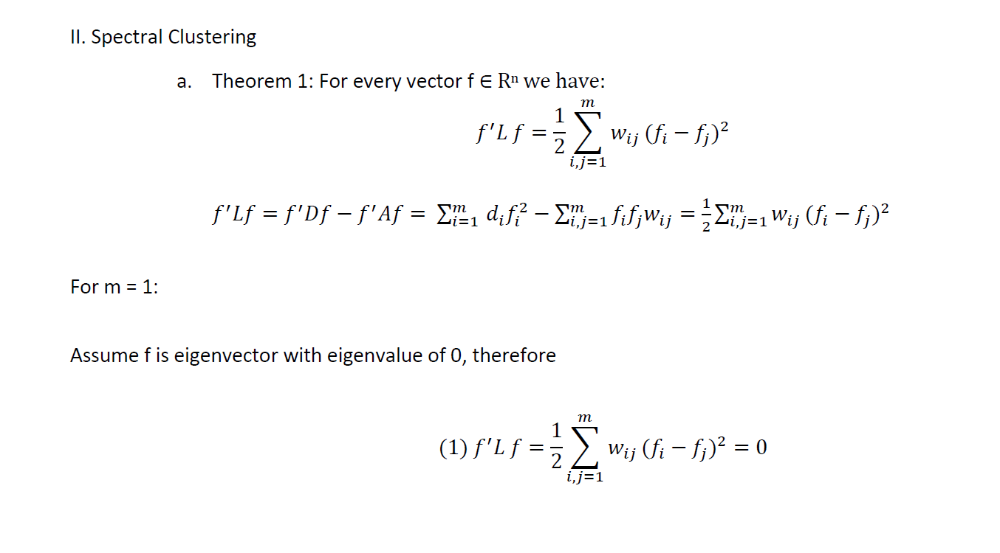 II. Spectral Clustering
a. Theorem 1: For every vector f ∈ Rⁿ we have:
f'L f = \frac{1}{2} \sum_{i,j=1}^{m} w_{ij} (f_i − f_j)^2
f'Lf = f'Df − f'Af = \sum_{i=1}^{m} d_i f_i^2 − \sum_{i,j=1}^{m} f_i f_j w_{ij} = \frac{1}{2} \sum_{i,j=1}^{m} w_{ij} (f_i − f_j)^2
For m = 1:
Assume f is eigenvector with eigenvalue of 0, therefore
(1) f'L f = \frac{1}{2} \sum_{i,j=1}^{m} w_{ij} (f_i − f_j)^2 = 0